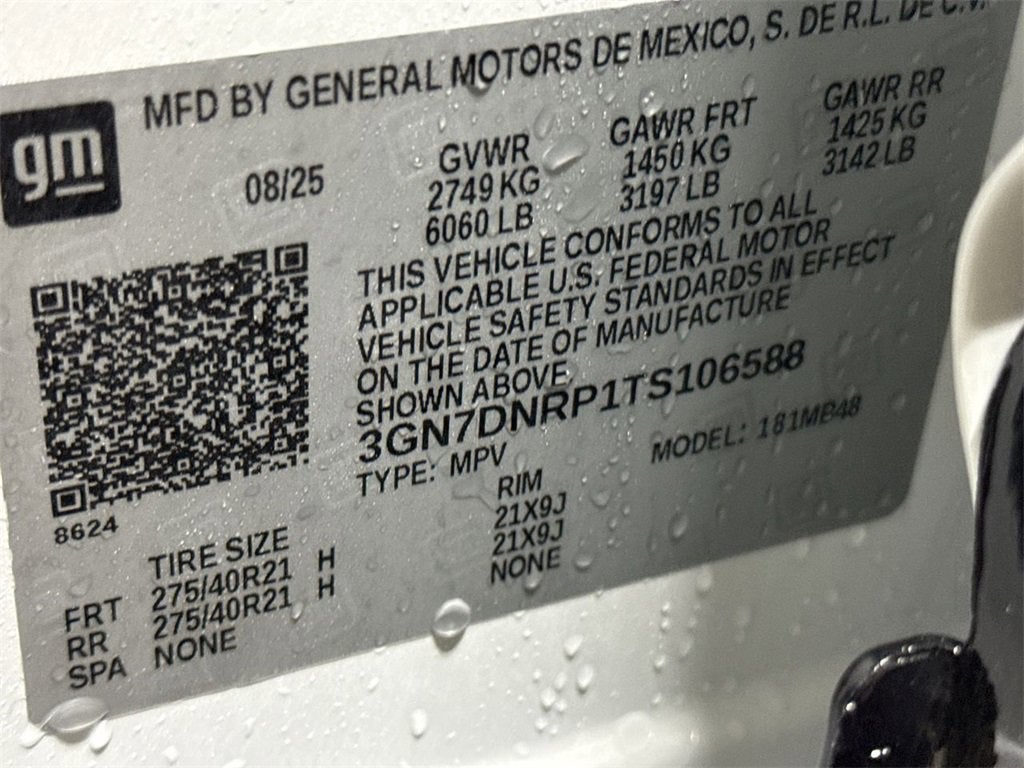 MFD BY GENERAL MOTORS DE MEXICO, S. DE R.L. DE C.V.
gm
08/25
GVWR GAWR FRT GAWR RR
2749 KG 1450 KG 1425 KG
6060 LB 3197 LB 3142 LB
THIS VEHICLE CONFORMS TO ALL
APPLICABLE U.S. FEDERAL MOTOR
VEHICLE SAFETY STANDARDS IN EFFECT
ON THE DATE OF MANUFACTURE
SHOWN ABOVE.
3GN7DNRP1TS106588
TYPE: MPV MODEL: 181MB48
8624
TIRE SIZE RIM
FRT 275/40R21 H 21X9J
RR 275/40R21 H 21X9J
SPA NONE NONE